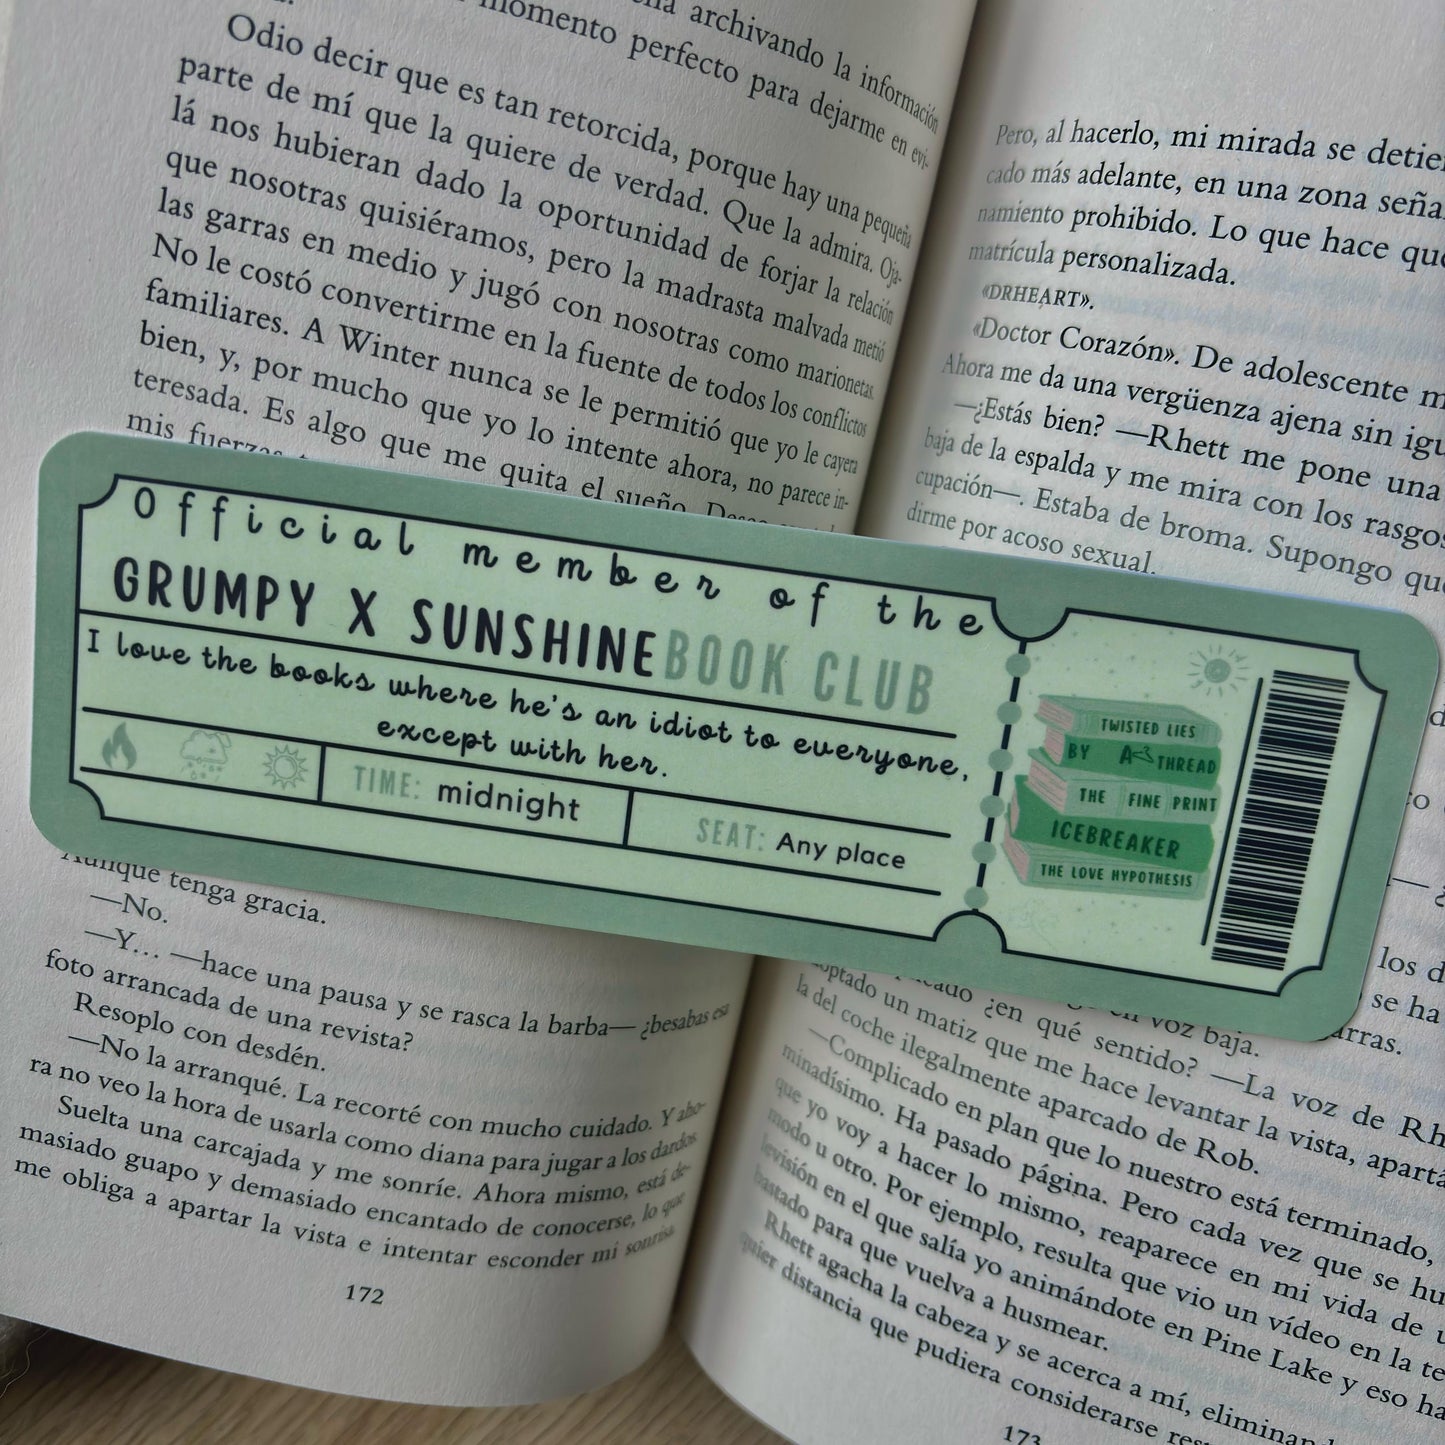 archivando la información
momento perfecto para dejarme en evi-
Odio decir que es tan retorcida, porque hay una pequeña
parte de mí que la quiere de verdad. Que la admira. Oja-
lá nos hubieran dado la oportunidad de forjar la relación
que nosotras quisiéramos, pero la madrasta malvada metió
las garras en medio y jugó con nosotras como marionetas.
No le costó convertirme en la fuente de todos los conflictos
familiares. A Winter nunca se le permitió que yo le cayera
bien, y, por mucho que yo lo intente ahora, no parece in-
teresada. Es algo que me quita el sueño.
mis fuerzas
Official member of the
GRUMPY X SUNSHINE BOOK CLUB
I love the books where he's an idiot to everyone,
except with her.
TIME: midnight
SEAT: Any place
TWISTED LIES
BY A THREAD
THE FINE PRINT
ICEBREAKER
THE LOVE HYPOTHESIS
Aunque tenga gracia.
—No.
—Y… —hace una pausa y se rasca la barba— ¿besabas esa
foto arrancada de una revista?
Resoplo con desdén.
—No la arranqué. La recorté con mucho cuidado. Y aho-
ra no veo la hora de usarla como diana para jugar a los dardos.
Suelta una carcajada y me sonríe. Ahora mismo, está de-
masiado guapo y demasiado encantado de conocerse, lo que
me obliga a apartar la vista e intentar esconder mi sonrisa.
172
Pero, al hacerlo, mi mirada se
cado más adelante, en una zona
namiento prohibido. Lo que hace
matrícula personalizada.
«DRHEART».
«Doctor Corazón». De adolescente
Ahora me da una vergüenza ajena sin
—¿Estás bien? —Rhett me pone una
baja de la espalda y me mira con los
cupación—. Estaba de broma. Supongo
dirme por acoso sexual.
los
se ha
¿en qué sentido? —La voz de
voz baja.
un matiz que me hace levantar la vista,
la del coche ilegalmente aparcado de Rob.
—Complicado en plan que lo nuestro está terminado,
minadísimo. Ha pasado página. Pero cada vez que se
que yo voy a hacer lo mismo, reaparece en mi vida de
modo u otro. Por ejemplo, resulta que vio un vídeo en la
levisión en el que salía yo animándote en Pine Lake y eso
bastado para que vuelva a husmear.
Rhett agacha la cabeza y se acerca a mí,
quier distancia que pudiera considerarse
173